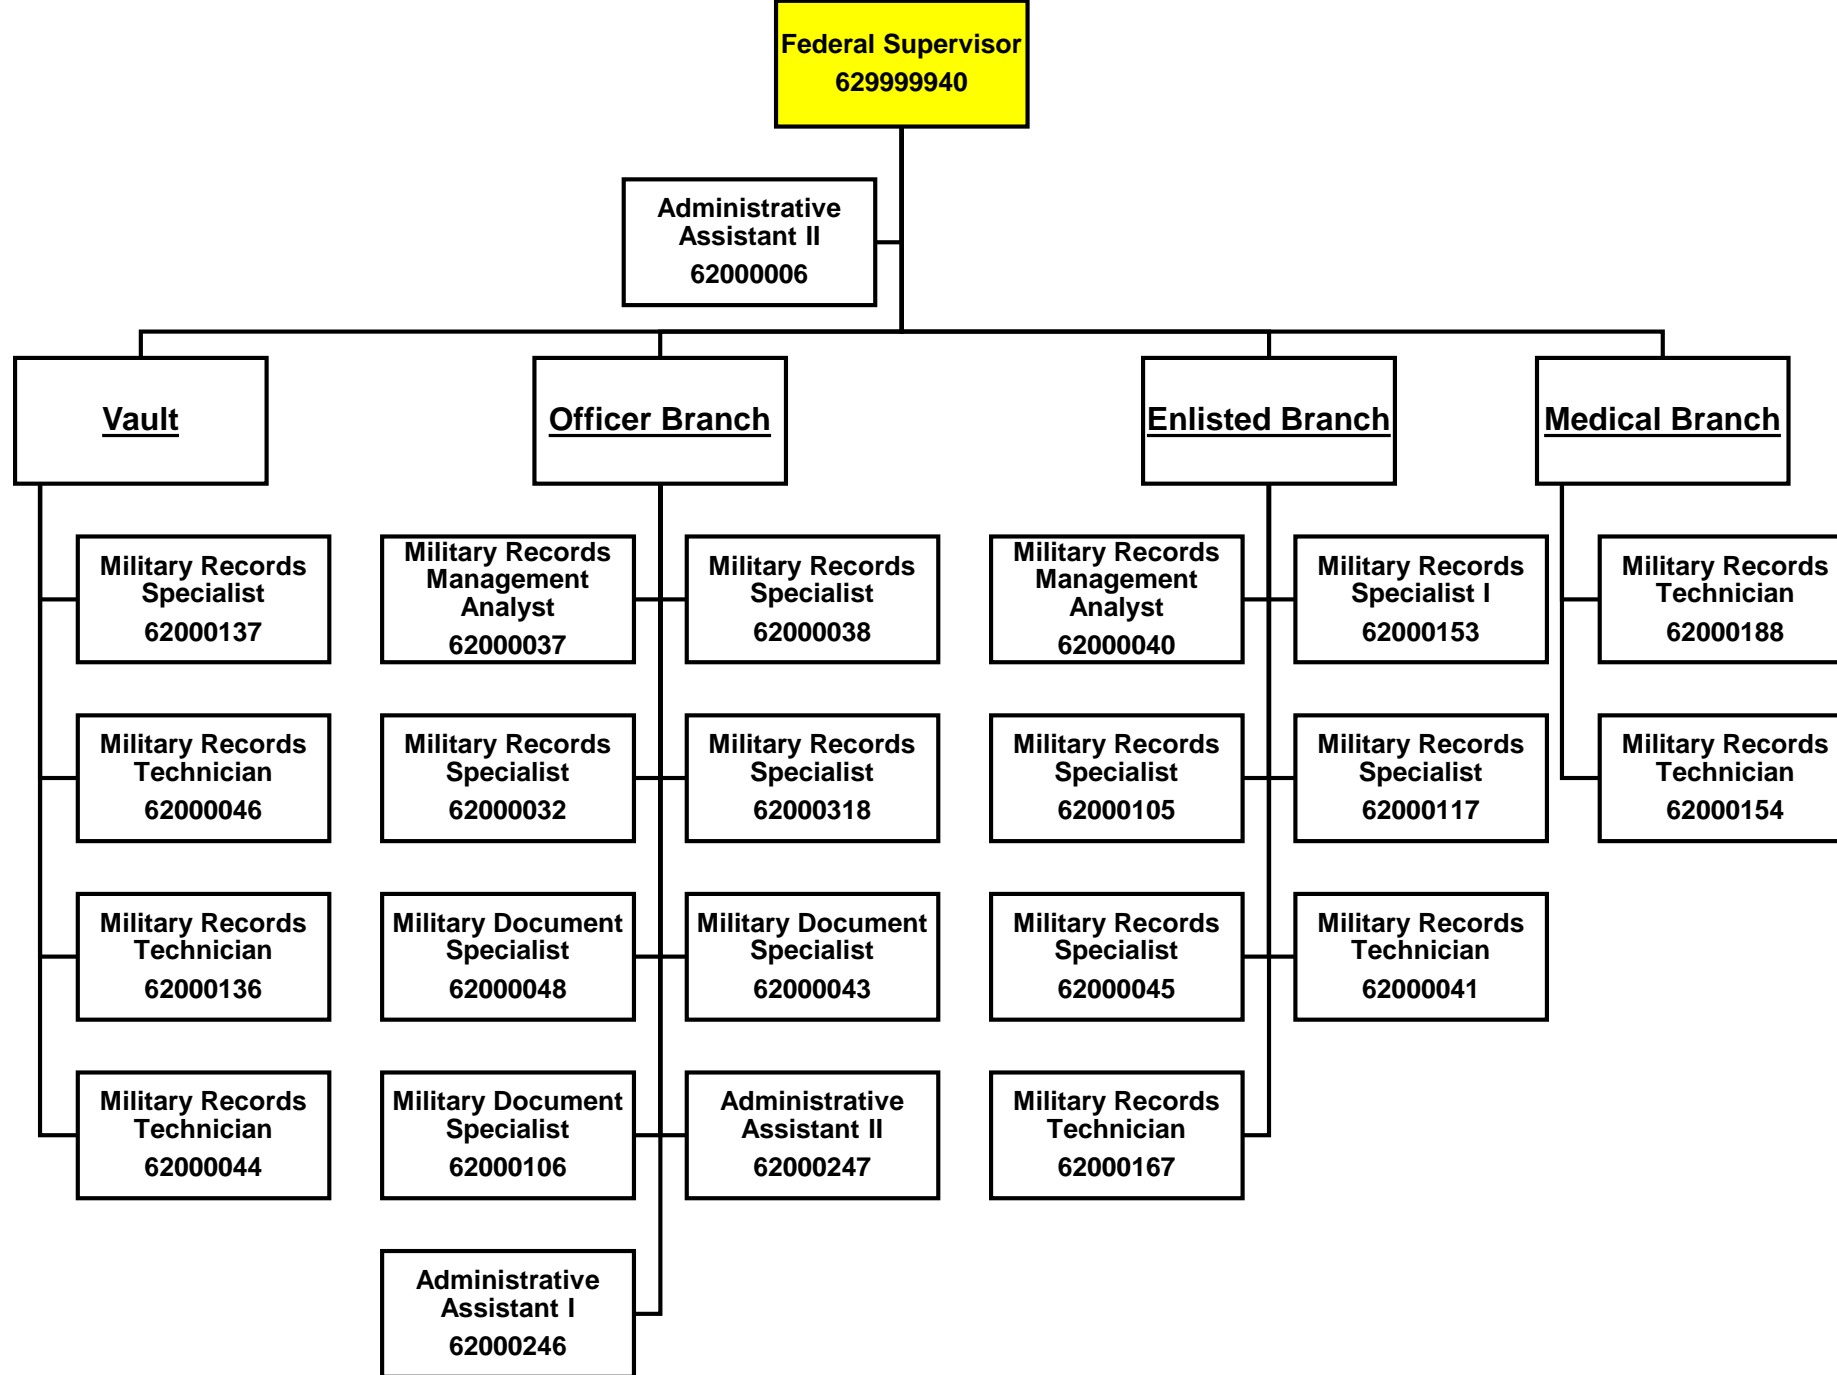 Federal Supervisor
629999940
Administrative
Assistant II
62000006
Vault
Officer Branch
Enlisted Branch
Medical Branch
Military Records
Specialist
62000137
Military Records
Management
Analyst
62000037
Military Records
Specialist
62000038
Military Records
Management
Analyst
62000040
Military Records
Specialist I
62000153
Military Records
Technician
62000188
Military Records
Technician
62000046
Military Records
Specialist
62000032
Military Records
Specialist
62000318
Military Records
Specialist
62000105
Military Records
Specialist
62000117
Military Records
Technician
62000154
Military Records
Technician
62000136
Military Document
Specialist
62000048
Military Document
Specialist
62000043
Military Records
Specialist
62000045
Military Records
Technician
62000041
Military Records
Technician
62000044
Military Document
Specialist
62000106
Administrative
Assistant II
62000247
Military Records
Technician
62000167
Administrative
Assistant I
62000246